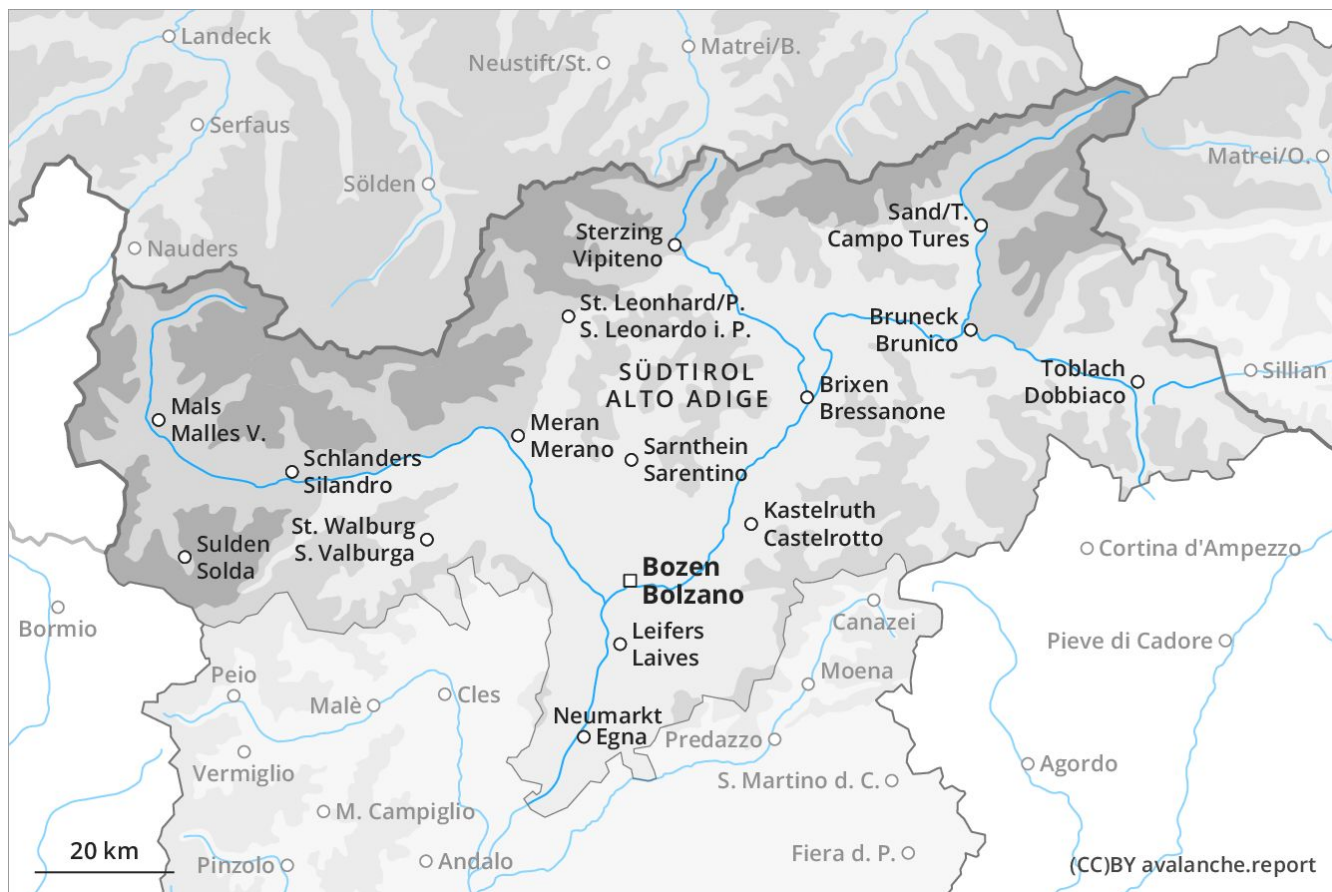 Landeck
Matrei/B.
Neustift/St.
Serfaus
Matrei/O.
Sölden
Sand/T.
Campo Tures
Sterzing
Vipiteno
Nauders
St. Leonhard/P.
S. Leonardo i. P.
Bruneck
Brunico
SÜDTIROL
ALTO ADIGE
Toblach
Dobbiaco
Sillian
Brixen
Bressanone
Mals
Malles V.
Meran
Merano
Sarnthein
Sarentino
Schlanders
Silandro
Kastelruth
Castelrotto
St. Walburg
S. Valburga
Sulden
Solda
Cortina d'Ampezzo
Bozen
Bolzano
Bormio
Canazei
Leifers
Laives
Pieve di Cadore
Peio
Moena
Malè
Cles
Neumarkt
Egna
Predazzo
Vermiglio
Agordo
S. Martino d. C.
M. Campiglio
20 km
Pinzolo
Andalo
Fiera d. P.
(CC)BY avalanche.report